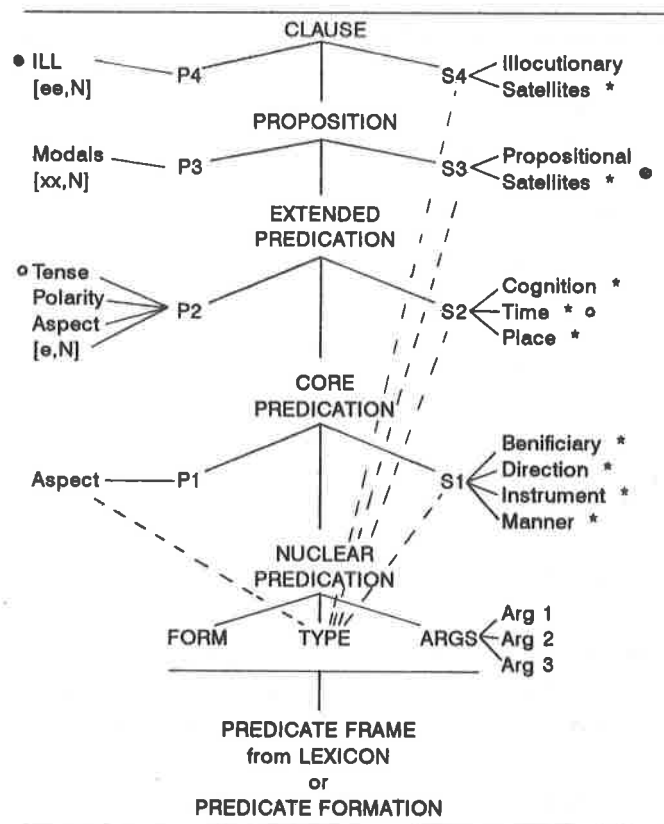 CLAUSE
● ILL
[ee,N]
P4
S4
Illocutionary
Satellites *
PROPOSITION
Modals
[xx,N]
P3
S3
Propositional
Satellites * ●
EXTENDED
PREDICATION
o Tense
Polarity
Aspect
[e,N]
P2
S2
Cognition *
Time * o
Place *
CORE
PREDICATION
Aspect
P1
S1
Benificiary *
Direction *
Instrument *
Manner *
NUCLEAR
PREDICATION
FORM
TYPE
ARGS
Arg 1
Arg 2
Arg 3
PREDICATE FRAME
from LEXICON
or
PREDICATE FORMATION